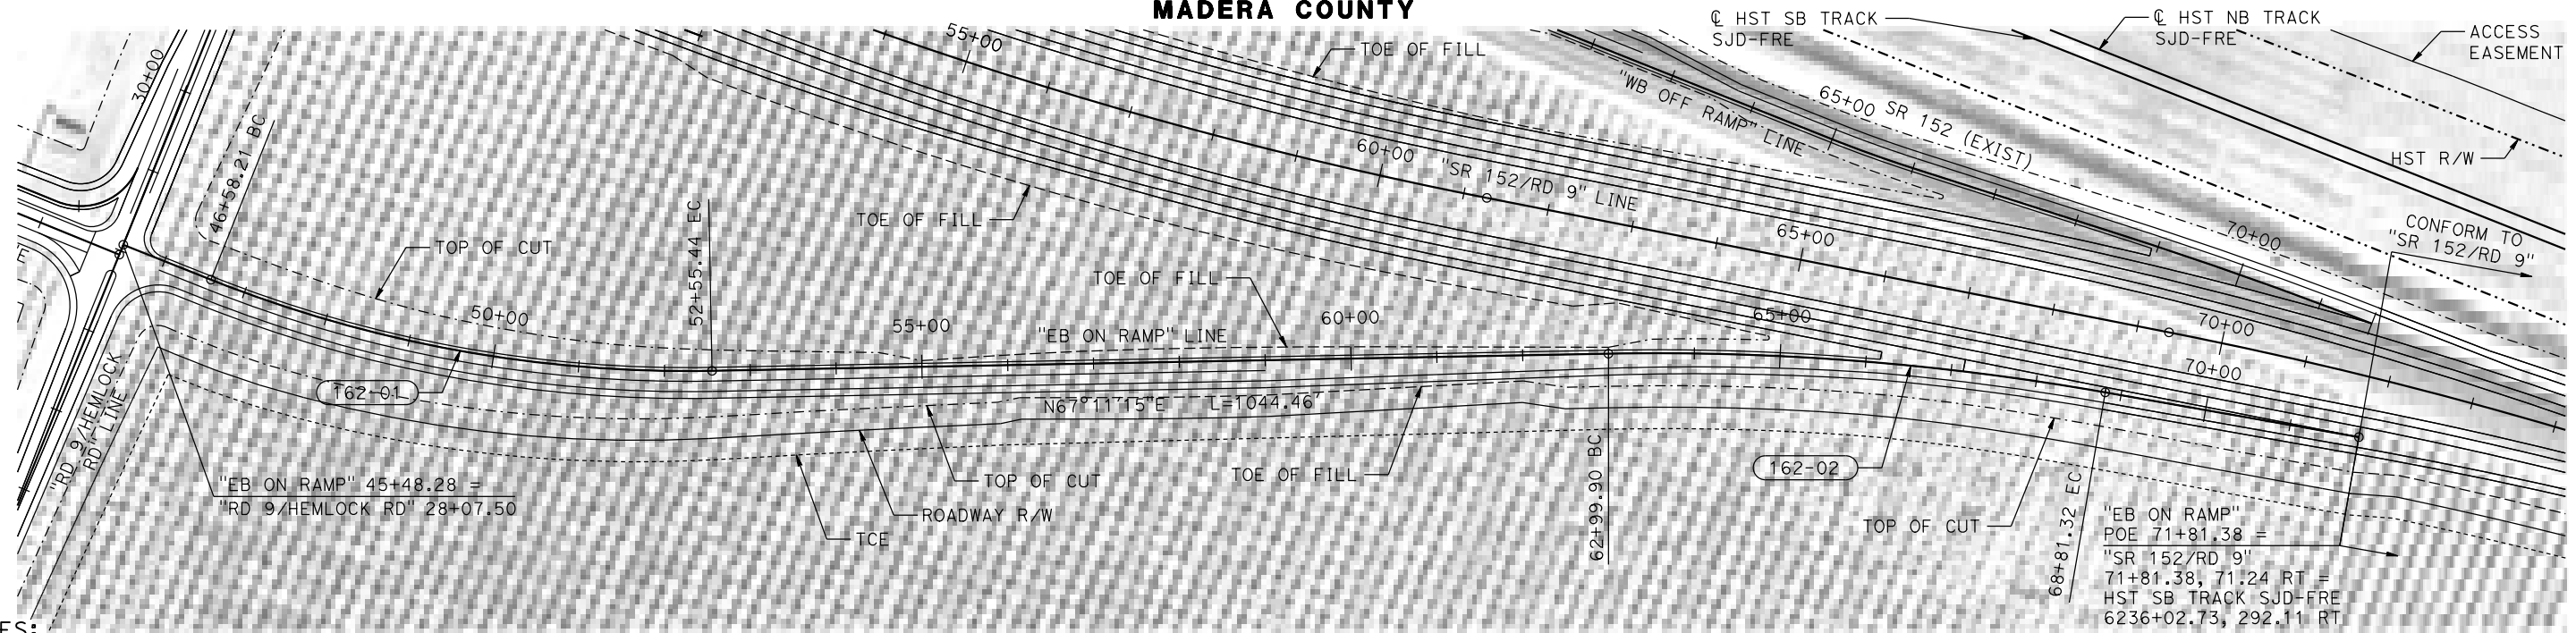 MADERA COUNTY
30+00
46+58.21 BC
TOP OF CUT
52+55.44 EC
50+00
162-01
"RD 9/HEMLOCK
RD" LINE
"EB ON RAMP" 45+48.28 =
"RD 9/HEMLOCK RD" 28+07.50
55+00
TOE OF FILL
TOE OF FILL
"WB OFF RAMP" LINE
65+00
SR 152 (EXIST)
60+00
"SR 152/RD 9" LINE
65+00
70+00
TOE OF FILL
55+00
"EB ON RAMP" LINE
60+00
65+00
70+00
70+00
N67°11'15"E L=1044.46'
TOP OF CUT
ROADWAY R/W
TCE
TOE OF FILL
62+99.90 BC
162-02
TOP OF CUT
68+81.32 EC
℄ HST SB TRACK
SJD-FRE
℄ HST NB TRACK
SJD-FRE
ACCESS
EASEMENT
HST R/W
CONFORM TO
"SR 152/RD 9"
"EB ON RAMP"
POE 71+81.38 =
"SR 152/RD 9"
71+81.38, 71.24 RT =
HST SB TRACK SJD-FRE
6236+02.73, 292.11 RT